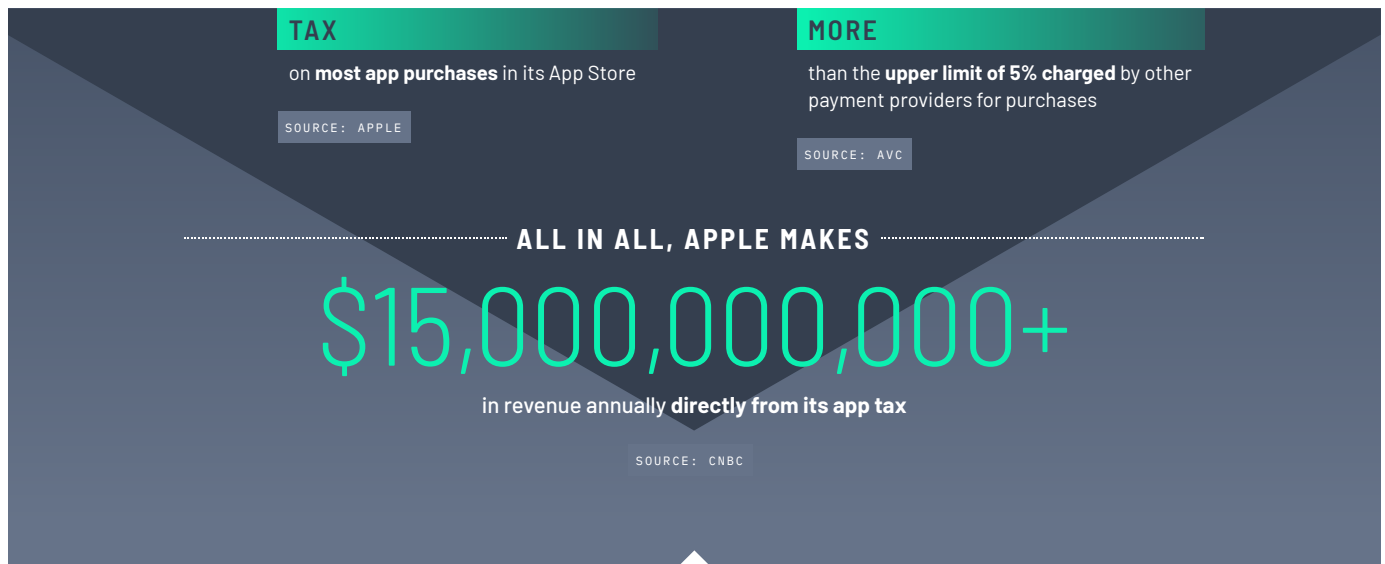 TAX
on most app purchases in its App Store
SOURCE: APPLE
MORE
than the upper limit of 5% charged by other
payment providers for purchases
SOURCE: AVC
ALL IN ALL, APPLE MAKES
$15,000,000,000+
in revenue annually directly from its app tax
SOURCE: CNBC